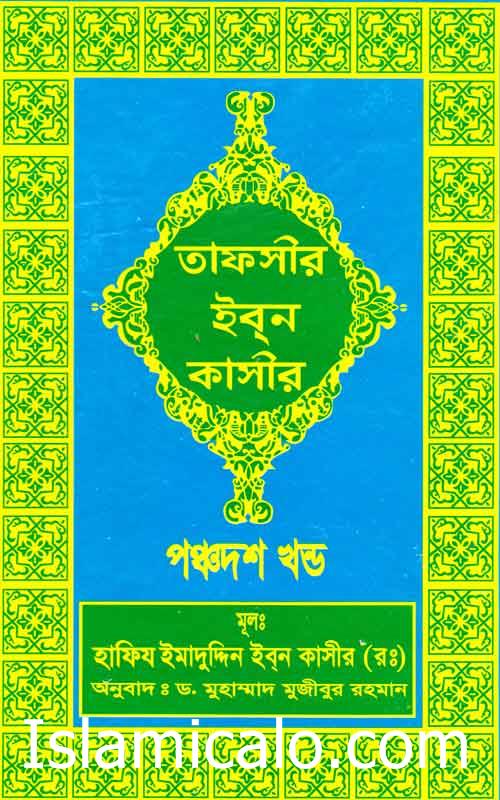 তাফসীর
ইব্ন
কাসীর
পঞ্চদশ খন্ড
মূলঃ
হাফিয ইমাদুদ্দিন ইব্ন কাসীর (রঃ)
অনুবাদ ঃ ড. মুহাম্মাদ মুজীবুর রহমান
Islamicalo.com